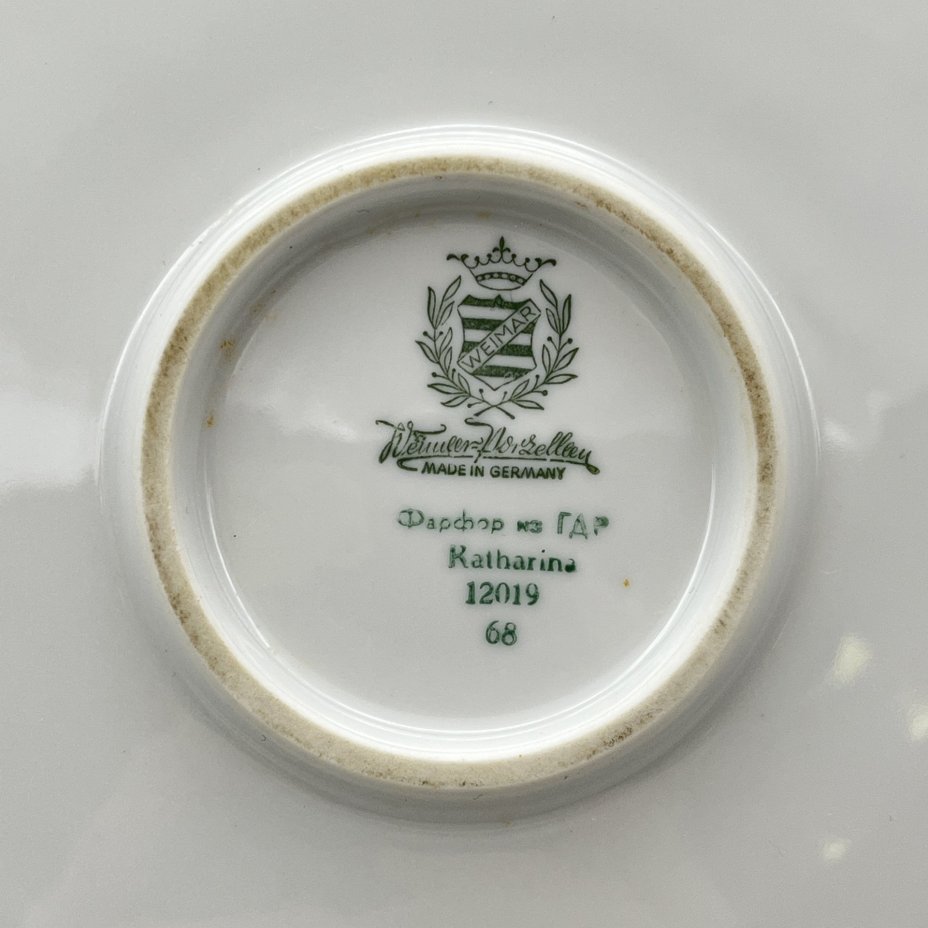 WEIMAR
Weimar-Porzellan
MADE IN GERMANY
Фарфор из ГДР
Katharina
12019
68